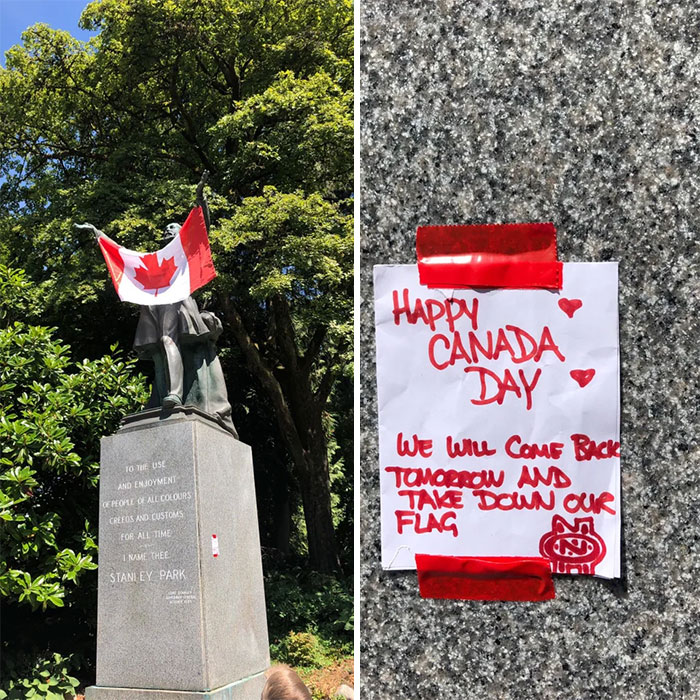 TO THE USE
AND ENJOYMENT
OF PEOPLE OF ALL COLOURS
CREEDS AND CUSTOMS
FOR ALL TIME
I NAME THEE
STANLEY PARK
HAPPY
CANADA
DAY
WE WILL COME BACK
TOMORROW AND
TAKE DOWN OUR
FLAG
N